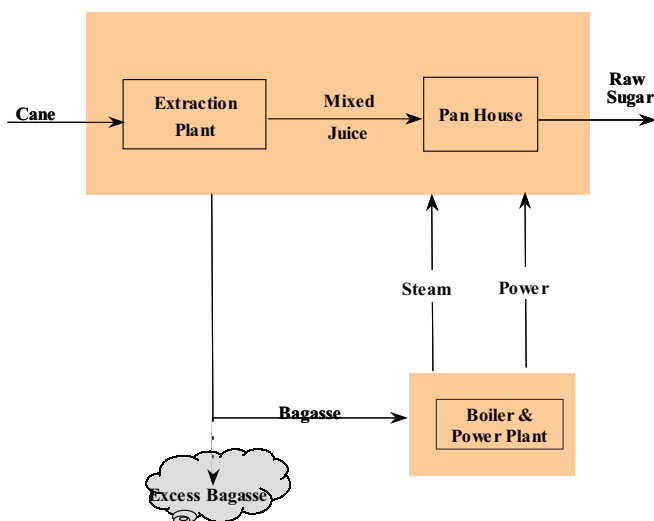 Cane
Extraction
Plant
Mixed
Juice
Pan House
Raw
Sugar
Steam
Power
Bagasse
Boiler &
Power Plant
Excess Bagasse